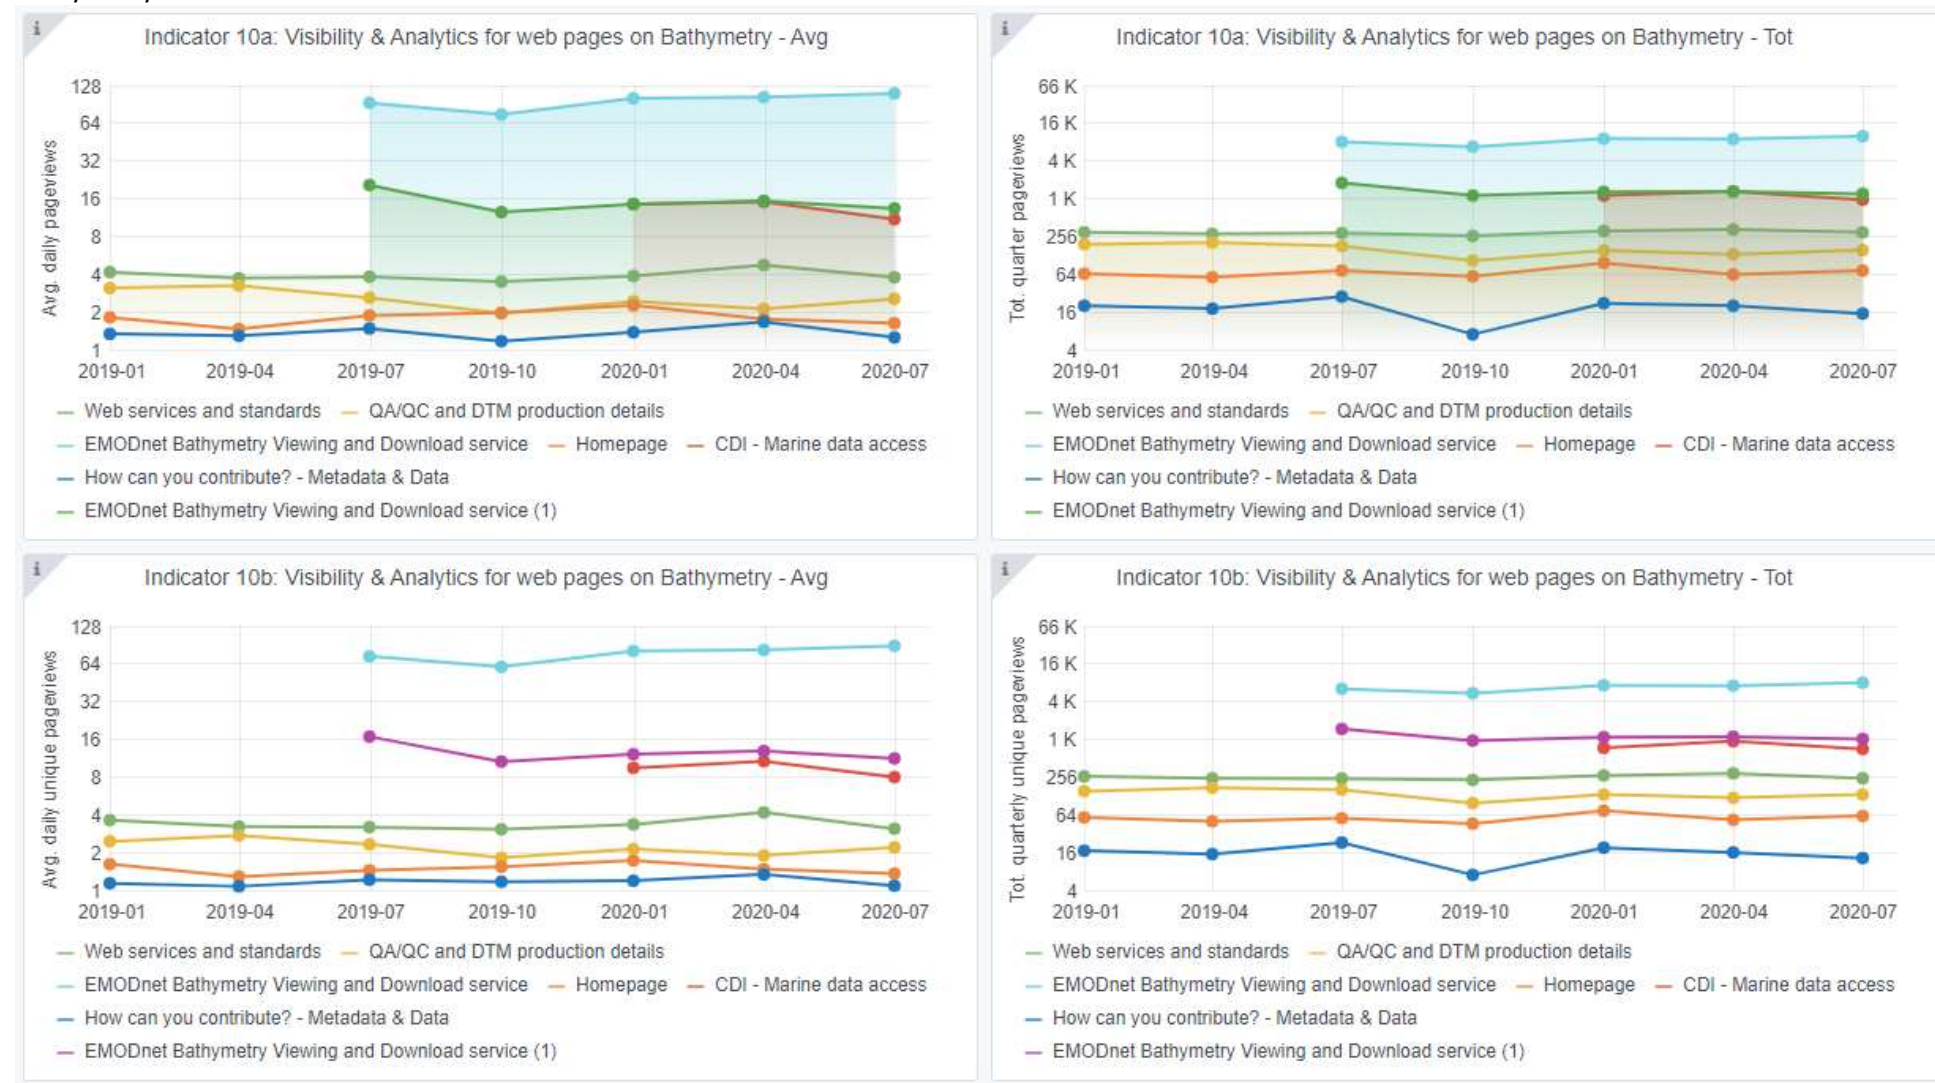 Indicator 10a: Visibility & Analytics for web pages on Bathymetry - Avg
Avg. daily pageviews
128
64
32
16
8
4
2
1
2019-01 2019-04 2019-07 2019-10 2020-01 2020-04 2020-07
Web services and standards QA/QC and DTM production details
EMODnet Bathymetry Viewing and Download service Homepage CDI - Marine data access
How can you contribute? - Metadata & Data
EMODnet Bathymetry Viewing and Download service (1)
Indicator 10a: Visibility & Analytics for web pages on Bathymetry - Tot
Tot. quarter pageviews
66 K
16 K
4 K
1 K
256
64
16
4
2019-01 2019-04 2019-07 2019-10 2020-01 2020-04 2020-07
Web services and standards QA/QC and DTM production details
EMODnet Bathymetry Viewing and Download service Homepage CDI - Marine data access
How can you contribute? - Metadata & Data
EMODnet Bathymetry Viewing and Download service (1)
Indicator 10b: Visibility & Analytics for web pages on Bathymetry - Avg
Avg. daily unique pageviews
128
64
32
16
8
4
2
1
2019-01 2019-04 2019-07 2019-10 2020-01 2020-04 2020-07
Web services and standards QA/QC and DTM production details
EMODnet Bathymetry Viewing and Download service Homepage CDI - Marine data access
How can you contribute? - Metadata & Data
EMODnet Bathymetry Viewing and Download service (1)
Indicator 10b: Visibility & Analytics for web pages on Bathymetry - Tot
Tot. quarterly unique pageviews
66 K
16 K
4 K
1 K
256
64
16
4
2019-01 2019-04 2019-07 2019-10 2020-01 2020-04 2020-07
Web services and standards QA/QC and DTM production details
EMODnet Bathymetry Viewing and Download service Homepage CDI - Marine data access
How can you contribute? - Metadata & Data
EMODnet Bathymetry Viewing and Download service (1)